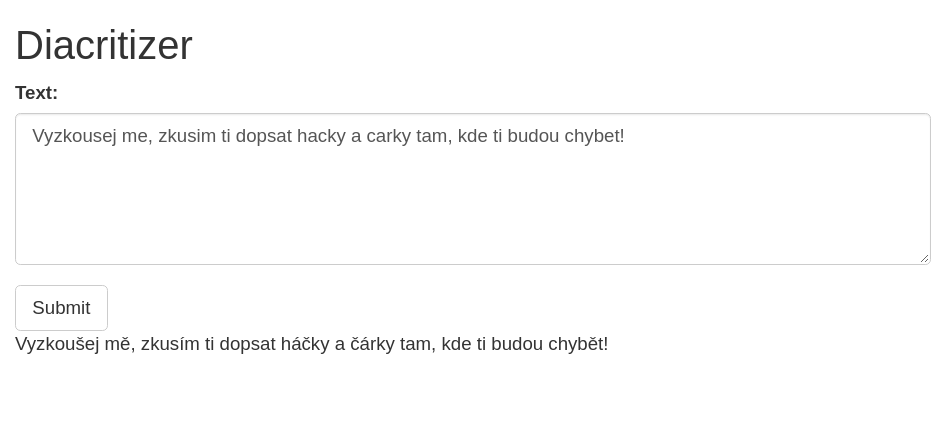 Diacritizer
Text:
Vyzkousej me, zkusim ti dopsat hacky a carky tam, kde ti budou chybet!
Submit
Vyzkoušej mě, zkusím ti dopsat háčky a čárky tam, kde ti budou chybět!